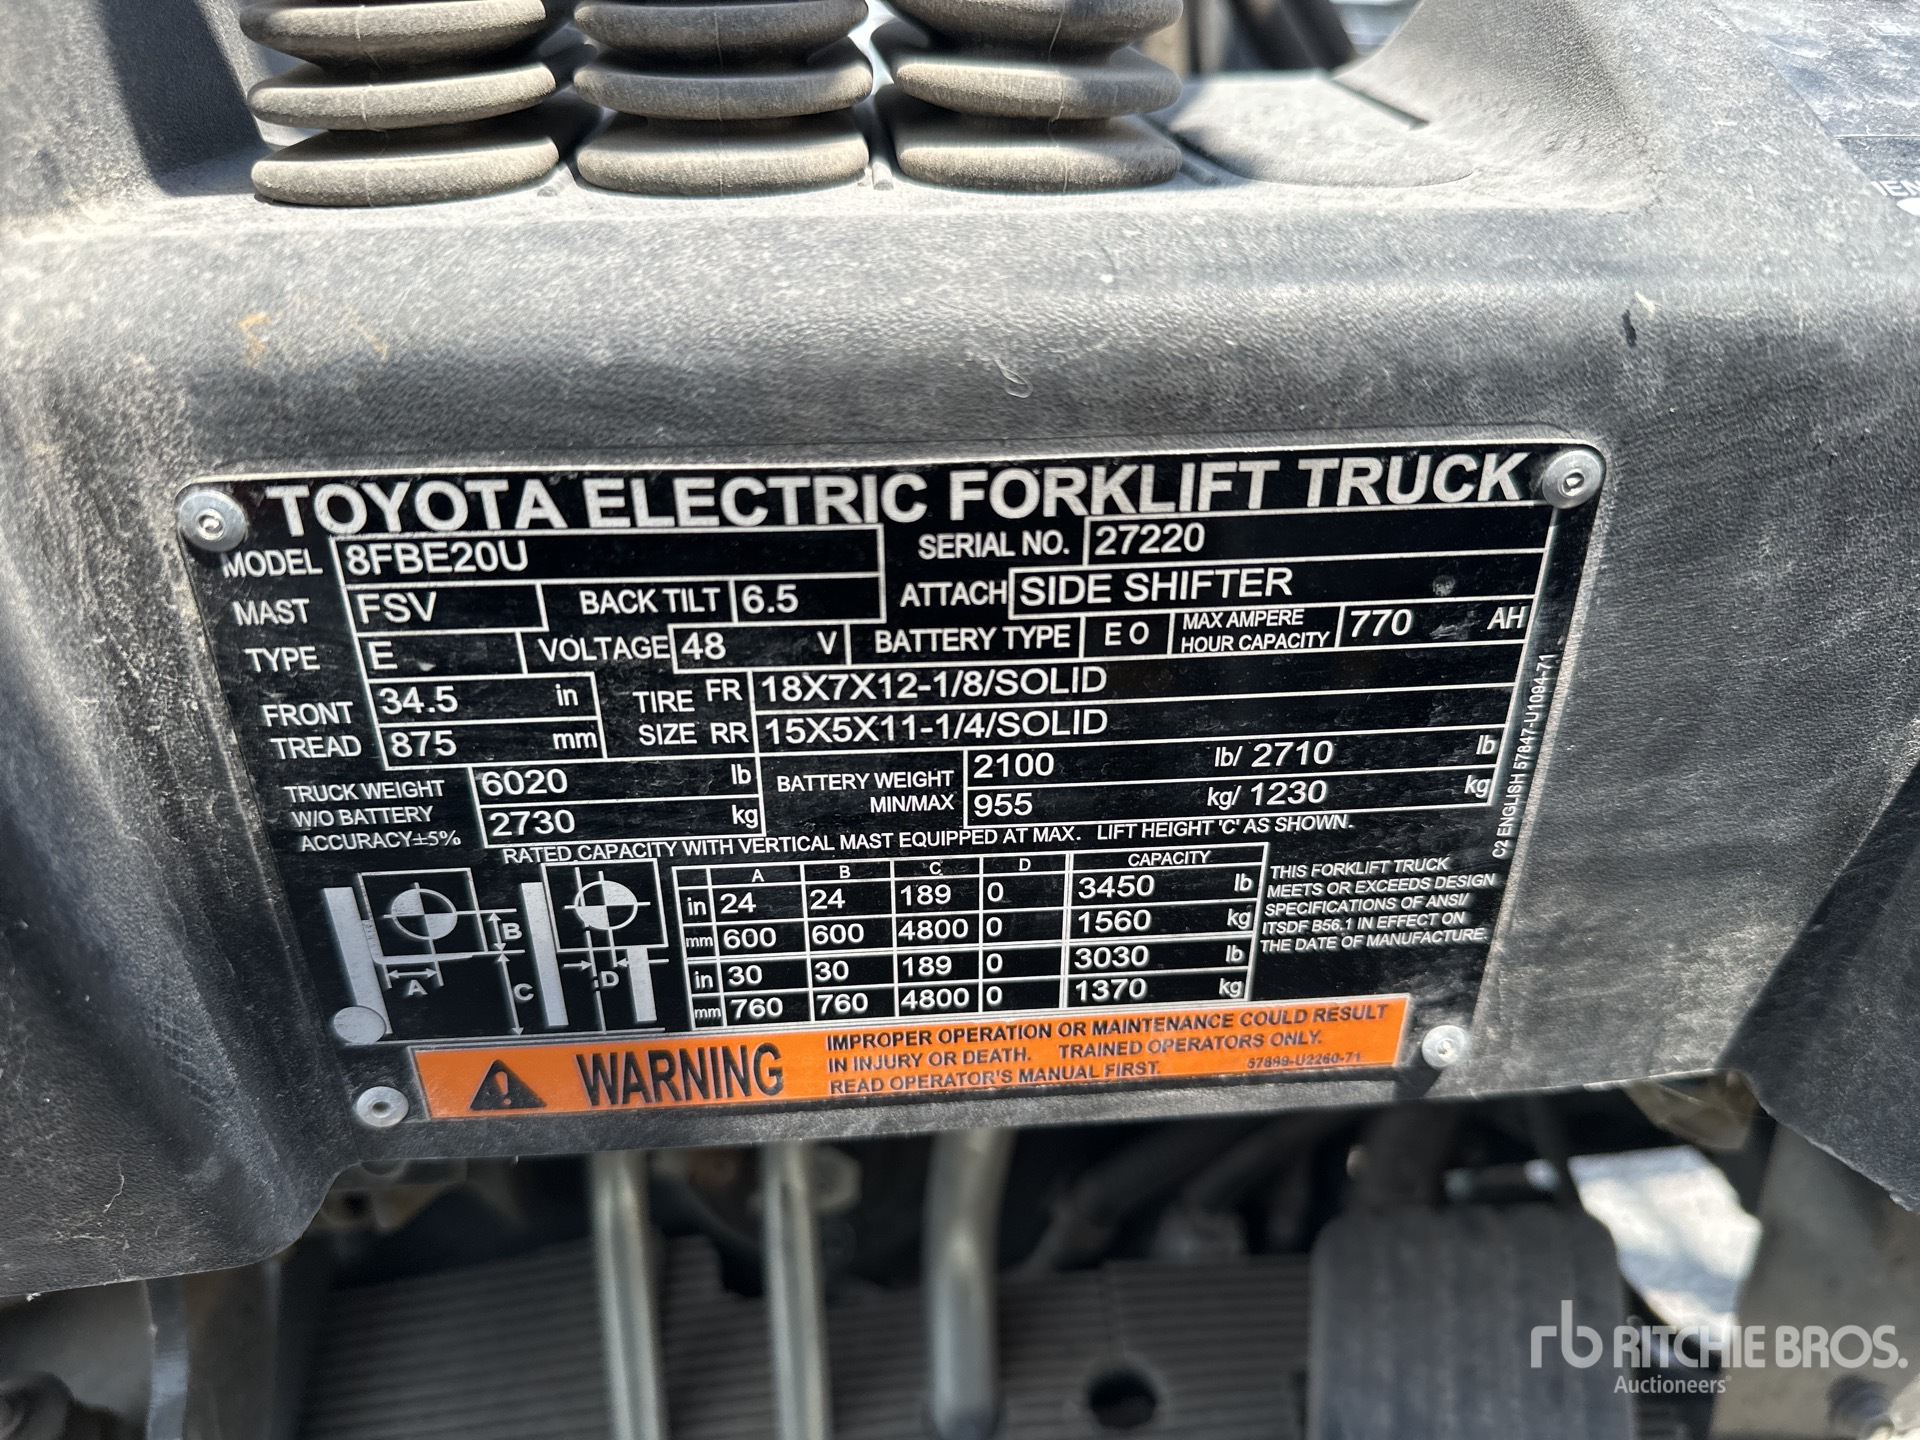 TOYOTA ELECTRIC FORKLIFT TRUCK
MODEL 8FBE20U SERIAL NO. 27220
MAST FSV BACK TILT 6.5 ATTACH SIDE SHIFTER
TYPE E VOLTAGE 48 V BATTERY TYPE E O MAX AMPERE HOUR CAPACITY 770 AH
FRONT TREAD 34.5 in TIRE SIZE FR 18X7X12-1/8/SOLID
875 mm RR 15X5X11-1/4/SOLID
TRUCK WEIGHT W/O BATTERY ACCURACY±5% 6020 lb BATTERY WEIGHT MIN/MAX 2100 lb/ 2710 lb
2730 kg 955 kg/ 1230 kg
RATED CAPACITY WITH VERTICAL MAST EQUIPPED AT MAX. LIFT HEIGHT 'C' AS SHOWN.
A B C D CAPACITY
in 24 24 189 0 3450 lb
mm 600 600 4800 0 1560 kg
in 30 30 189 0 3030 lb
mm 760 760 4800 0 1370 kg
B
A
C
D
THIS FORKLIFT TRUCK
MEETS OR EXCEEDS DESIGN
SPECIFICATIONS OF ANSI/
ITSDF B56.1 IN EFFECT ON
THE DATE OF MANUFACTURE.
C2 ENGLISH 57847-U1094-71
WARNING
IMPROPER OPERATION OR MAINTENANCE COULD RESULT
IN INJURY OR DEATH. TRAINED OPERATORS ONLY.
READ OPERATOR'S MANUAL FIRST. 57899-U2260-71
rb RITCHIE BROS.
Auctioneers